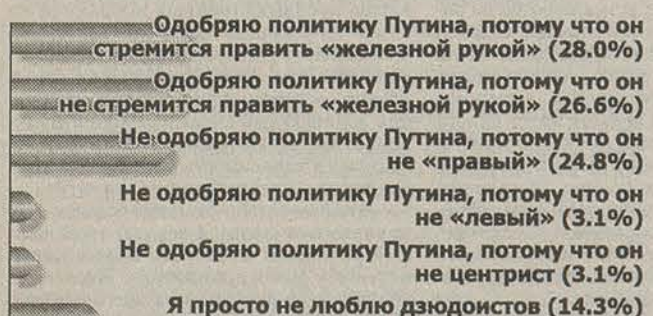 Одобряю политику Путина, потому что он
стремится править «железной рукой» (28.0%)
Одобряю политику Путина, потому что он
не стремится править «железной рукой» (26.6%)
Не одобряю политику Путина, потому что он
не «правый» (24.8%)
Не одобряю политику Путина, потому что он
не «левый» (3.1%)
Не одобряю политику Путина, потому что он
не центрист (3.1%)
Я просто не люблю дзюдоистов (14.3%)